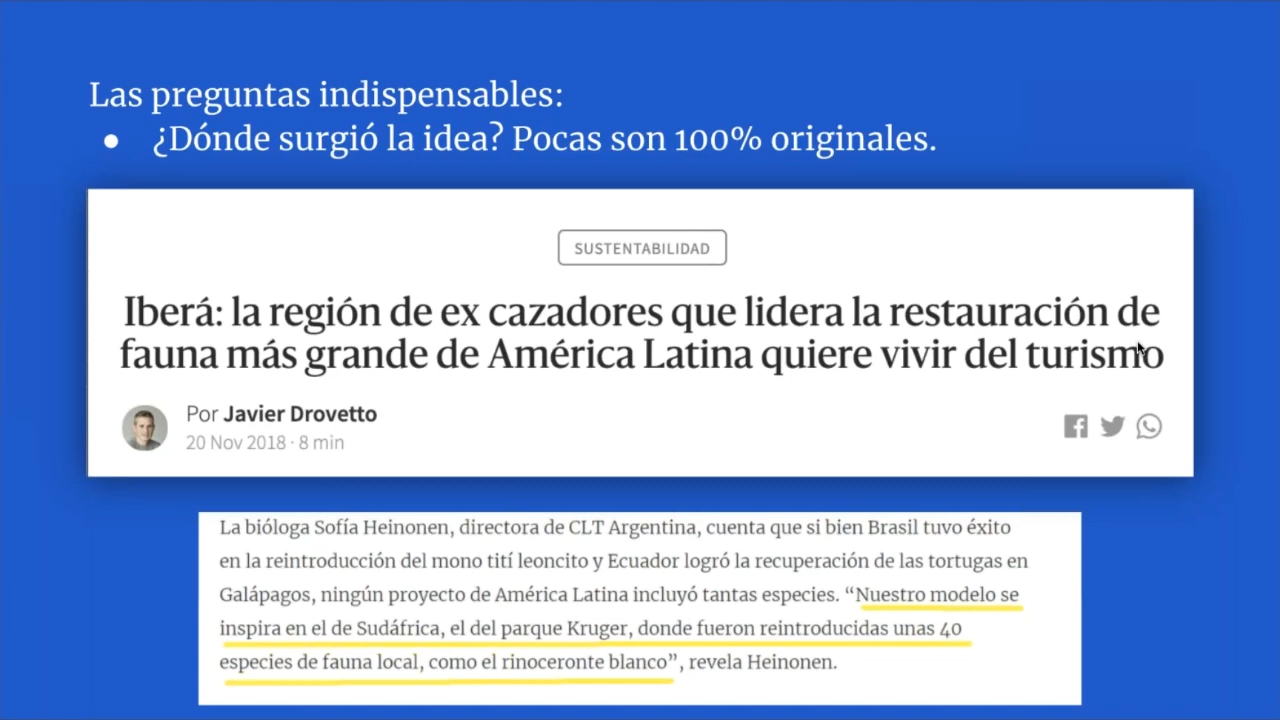 Las preguntas indispensables:
● ¿Dónde surgió la idea? Pocas son 100% originales.
SUSTENTABILIDAD
Iberá: la región de ex cazadores que lidera la restauración de
fauna más grande de América Latina quiere vivir del turismo
Por Javier Drovetto
20 Nov 2018 · 8 min
La bióloga Sofía Heinonen, directora de CLT Argentina, cuenta que si bien Brasil tuvo éxito
en la reintroducción del mono tití leoncito y Ecuador logró la recuperación de las tortugas en
Galápagos, ningún proyecto de América Latina incluyó tantas especies. “Nuestro modelo se
inspira en el de Sudáfrica, el del parque Kruger, donde fueron reintroducidas unas 40
especies de fauna local, como el rinoceronte blanco”, revela Heinonen.